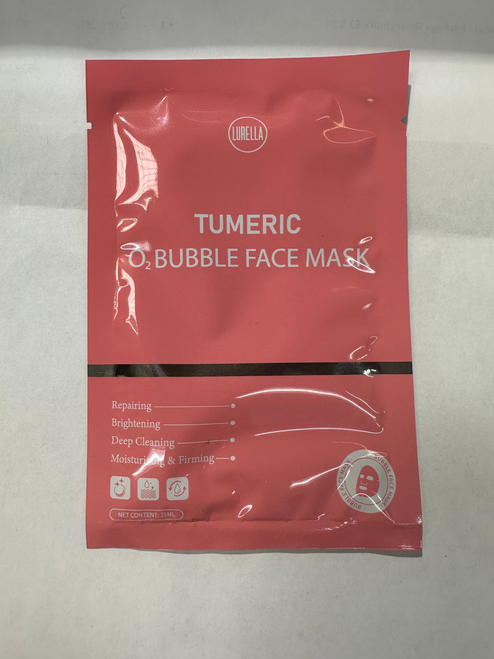 LURELLA
TUMERIC
O₂ BUBBLE FACE MASK
Repairing
Brightening
Deep Cleaning
Moisturizing & Firming
NET CONTENT: 25ML